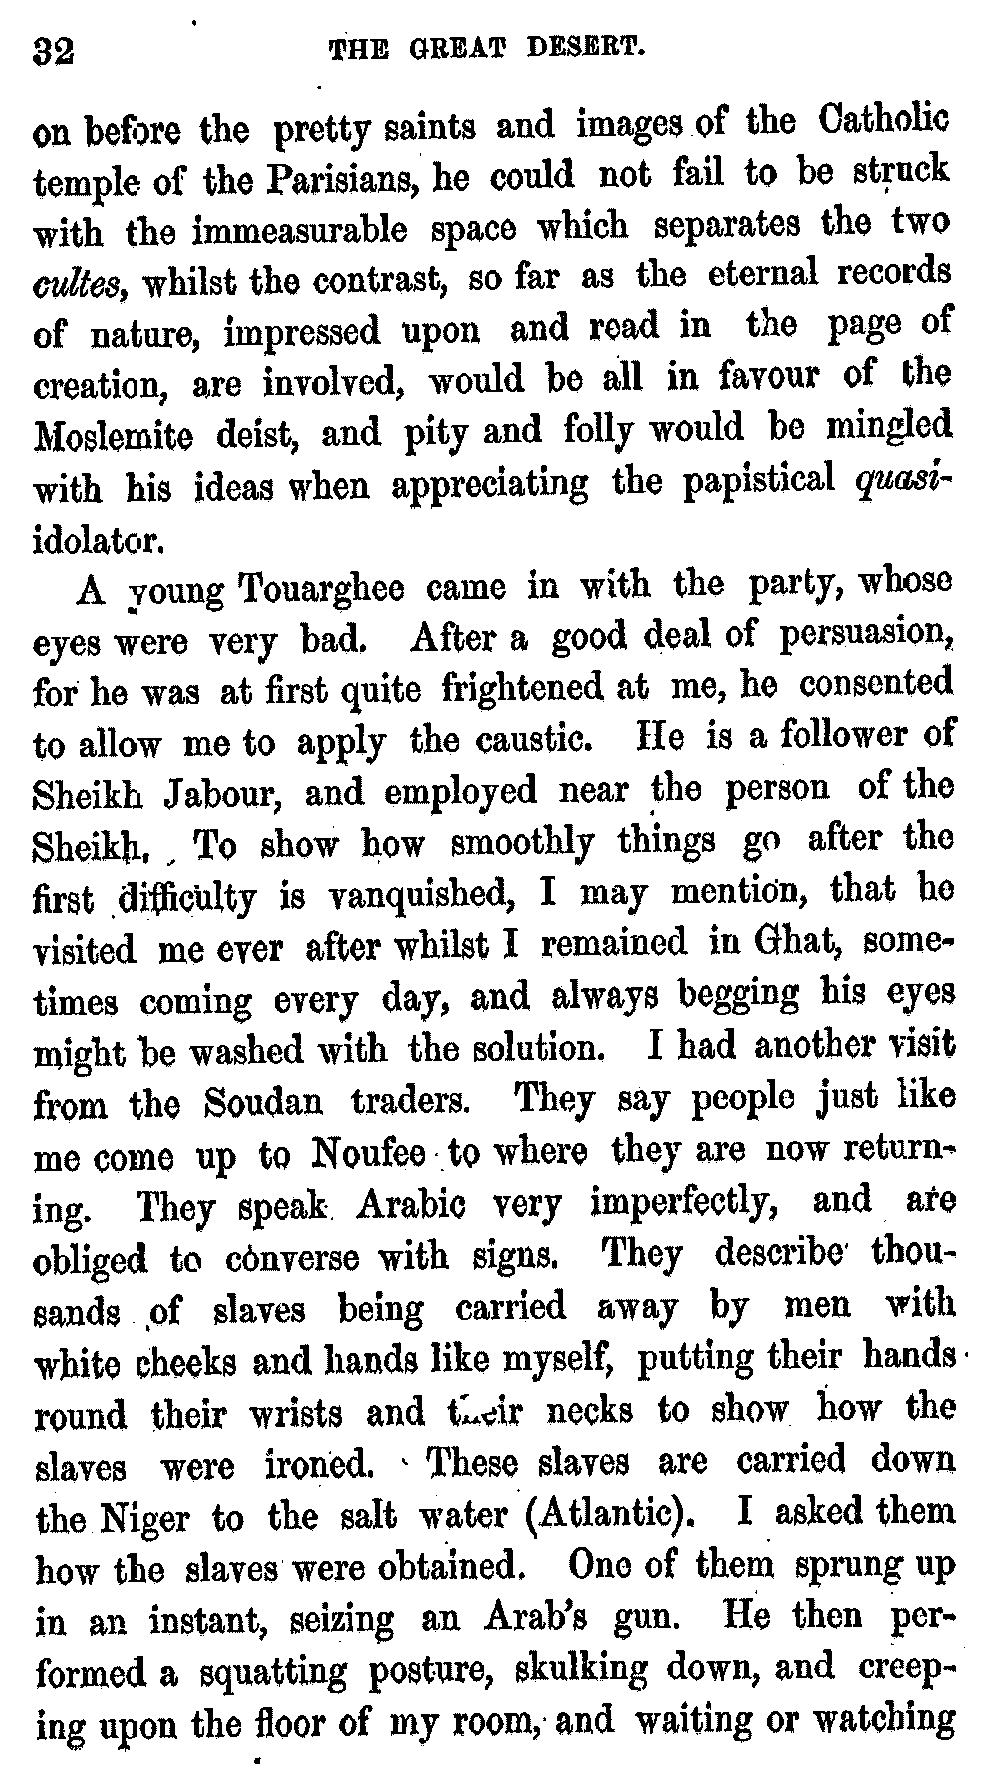 32 THE GREAT DESERT.
on before the pretty saints and images of the Catholic
temple of the Parisians, he could not fail to be struck
with the immeasurable space which separates the two
cultes, whilst the contrast, so far as the eternal records
of nature, impressed upon and read in the page of
creation, are involved, would be all in favour of the
Moslemite deist, and pity and folly would be mingled
with his ideas when appreciating the papistical quasi-
idolator.
A young Touarghee came in with the party, whose
eyes were very bad. After a good deal of persuasion,
for he was at first quite frightened at me, he consented
to allow me to apply the caustic. He is a follower of
Sheikh Jabour, and employed near the person of the
Sheikh. To show how smoothly things go after the
first difficulty is vanquished, I may mention, that he
visited me ever after whilst I remained in Ghat, some-
times coming every day, and always begging his eyes
might be washed with the solution. I had another visit
from the Soudan traders. They say people just like
me come up to Noufee to where they are now return-
ing. They speak Arabic very imperfectly, and are
obliged to converse with signs. They describe thou-
sands of slaves being carried away by men with
white cheeks and hands like myself, putting their hands
round their wrists and their necks to show how the
slaves were ironed. These slaves are carried down
the Niger to the salt water (Atlantic). I asked them
how the slaves were obtained. One of them sprung up
in an instant, seizing an Arab's gun. He then per-
formed a squatting posture, skulking down, and creep-
ing upon the floor of my room, and waiting or watching